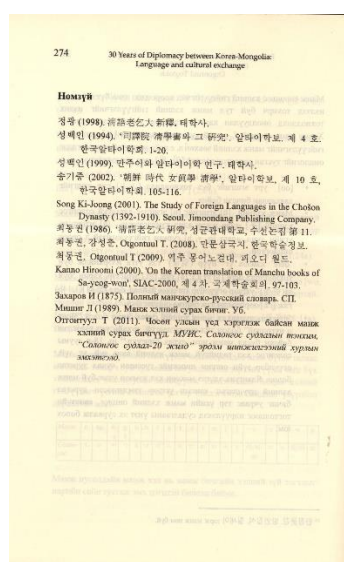 274
30 Years of Diplomacy between Korea-Mongolia:
Language and cultural exchange
Номзүй
정광 (1998). 淸語老乞大 新釋, 태학사.
성백인 (1994). '司譯院 淸學書와 그 硏究'. 알타이학보, 제 4 호.
한국알타이학회. 1-20.
성백인 (1999). 만주어와 알타이어학 연구. 태학사.
송기중 (2002). '朝鮮 時代 女眞學 淸學', 알타이학보, 제 10 호,
한국알타이학회. 105-116.
Song Ki-Joong (2001). The Study of Foreign Languages in the Chosŏn
Dynasty (1392-1910). Seoul. Jimoondang Publishing Company.
최동권 (1986). '淸語老乞大 硏究', 성균관대학교, 수선논집 第 11.
최동권, 강성춘, Otgontuul T. (2008). 만문삼국지. 한국학술정보.
최동권, Otgontuul T (2009). 역주 몽어노걸대. 피오디 월드.
Kanno Hiroomi (2000). 'On the Korean translation of Manchu books of
Sa-yeog-won', SIAC-2000, 제 4 차 국제학술회의. 97-103.
Захаров И (1875). Полный манчжурско-русский словарь. СП.
Мишиг Л (1989). Манж хэлний сурах бичиг. Уб.
Отгонтуул Т (2011). Чосөн улсын үед хэрэглэж байсан манж
хэлний сурах бичгүүд. МУИС, Солонгос судлалын тэнхим,
"Солонгос судлал-20 жилд" эрдэм шинжилгээний хурлын
эмхэтгэлд.